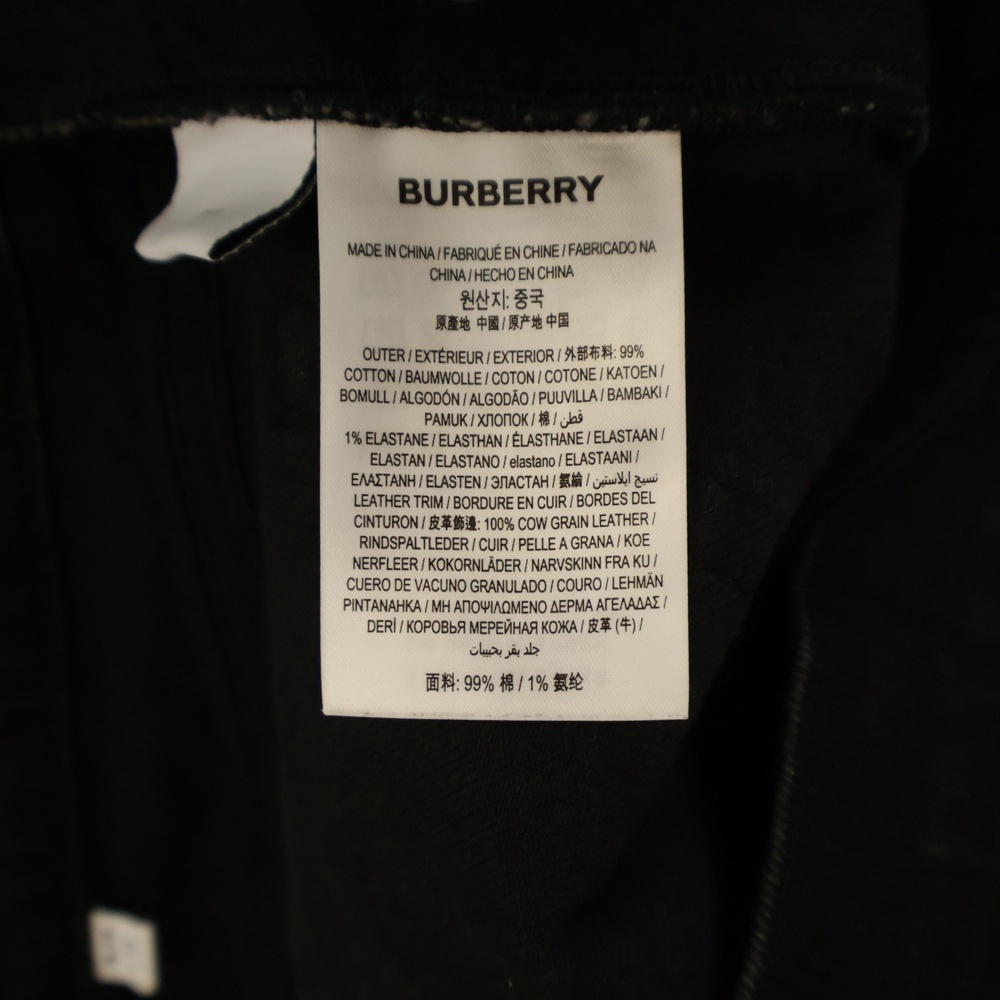 BURBERRY
MADE IN CHINA / FABRIQUÉ EN CHINE / FABRICADO NA
CHINA / HECHO EN CHINA
원산지: 중국
原產地 中國 / 原产地 中国
OUTER / EXTÉRIEUR / EXTERIOR / 外部布料: 99%
COTTON / BAUMWOLLE / COTON / COTONE / KATOEN /
BOMULL / ALGODÓN / ALGODÃO / PUUVILLA / BAMBAKI /
PAMUK / ХЛОПОК / 棉 / قطن
1% ELASTANE / ELASTHAN / ÉLASTHANE / ELASTAAN /
ELASTAN / ELASTANO / elastano / ELASTAANI /
ΕΛΑΣΤΑΝΗ / ELASTEN / ЭЛАСТАН / 氨綸 / نسيج ايلاستين
LEATHER TRIM / BORDURE EN CUIR / BORDES DEL
CINTURON / 皮革飾邊: 100% COW GRAIN LEATHER /
RINDSPALTLEDER / CUIR / PELLE A GRANA / KOE
NERFLEER / KOKORNLÄDER / NARVSKINN FRA KU /
CUERO DE VACUNO GRANULADO / COURO / LEHMÄN
PINTANAHKA / ΜΗ ΑΠΟΨΙΛΩΜΕΝΟ ΔΕΡΜΑ ΑΓΕΛΑΔΑΣ /
DERİ / КОРОВЬЯ МЕРЕЙНАЯ КОЖА / 皮革 (牛) /
جلد بقر بحبيبات
面料: 99% 棉 / 1% 氨纶